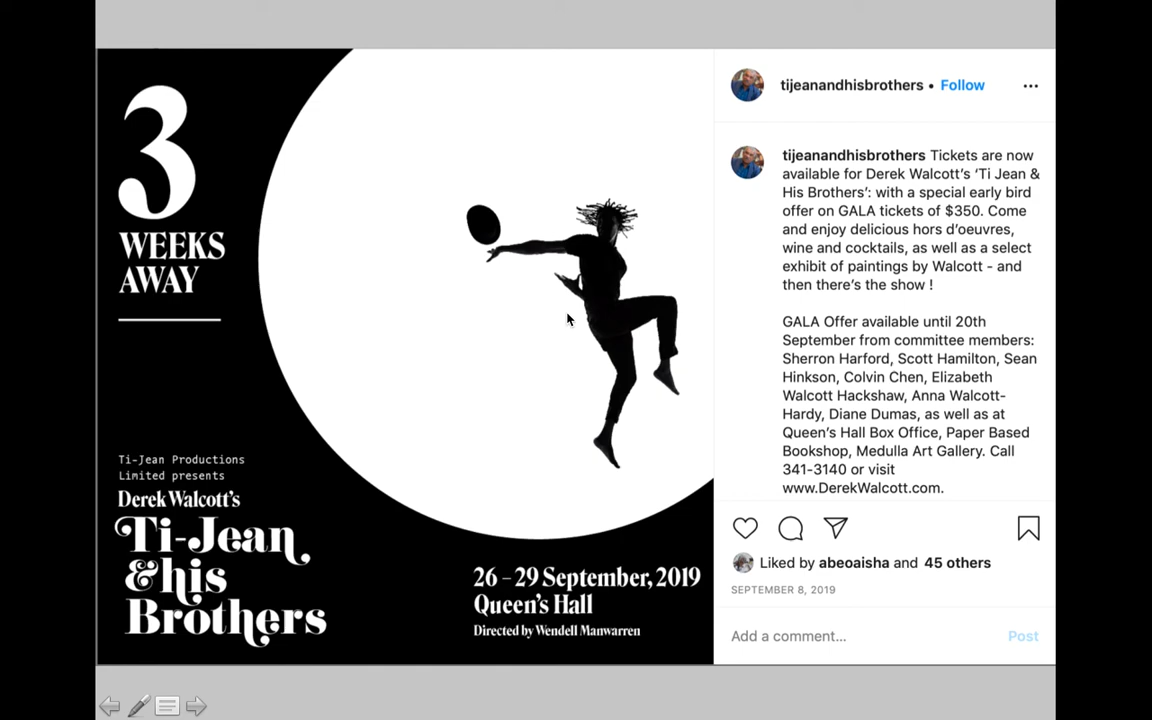 3
WEEKS
AWAY
Ti-Jean Productions
Limited presents
Derek Walcott's
Ti-Jean
&his
Brothers
26 – 29 September, 2019
Queen's Hall
Directed by Wendell Manwarren
tijeanandhisbrothers • Follow
tijeanandhisbrothers Tickets are now
available for Derek Walcott's ‘Ti Jean &
His Brothers’: with a special early bird
offer on GALA tickets of $350. Come
and enjoy delicious hors d’oeuvres,
wine and cocktails, as well as a select
exhibit of paintings by Walcott - and
then there’s the show !
GALA Offer available until 20th
September from committee members:
Sherron Harford, Scott Hamilton, Sean
Hinkson, Colvin Chen, Elizabeth
Walcott Hackshaw, Anna Walcott-
Hardy, Diane Dumas, as well as at
Queen’s Hall Box Office, Paper Based
Bookshop, Medulla Art Gallery. Call
341-3140 or visit
www.DerekWalcott.com.
Liked by abeoaisha and 45 others
SEPTEMBER 8, 2019
Add a comment... Post